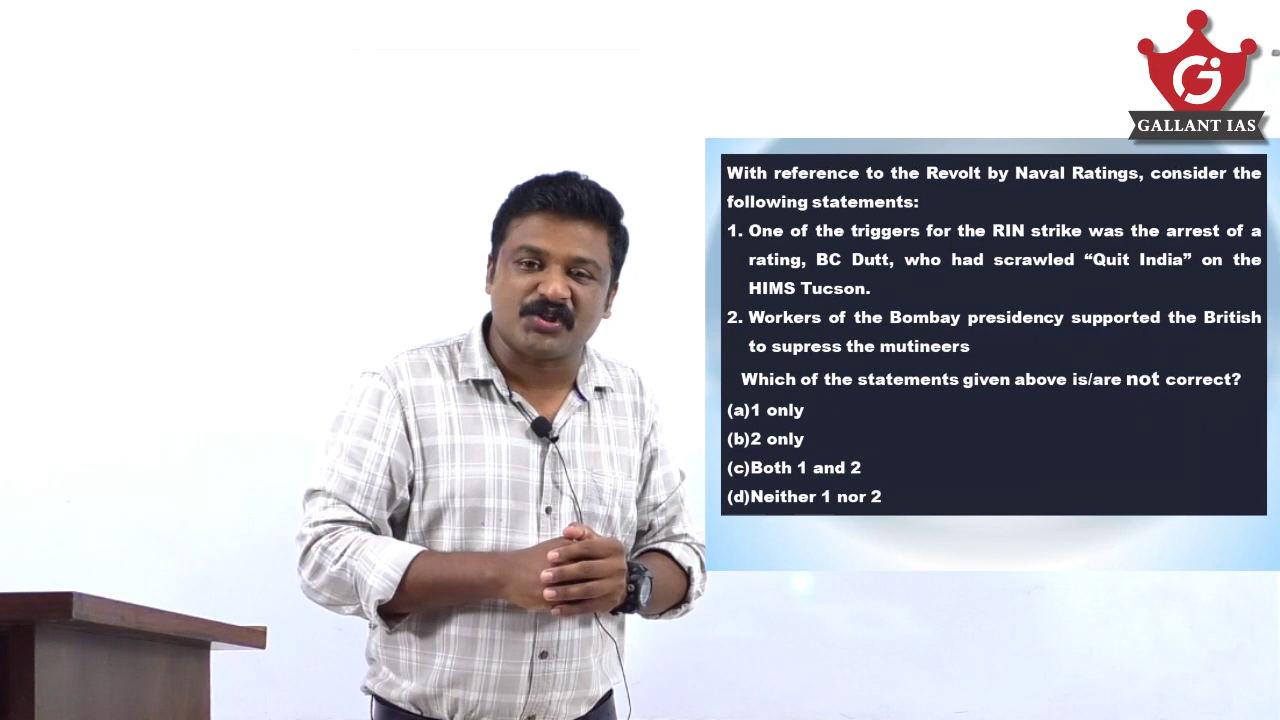 GALLANT IAS
With reference to the Revolt by Naval Ratings, consider the
following statements:
1. One of the triggers for the RIN strike was the arrest of a
rating, BC Dutt, who had scrawled “Quit India” on the
HIMS Tucson.
2. Workers of the Bombay presidency supported the British
to supress the mutineers
Which of the statements given above is/are not correct?
(a)1 only
(b)2 only
(c)Both 1 and 2
(d)Neither 1 nor 2